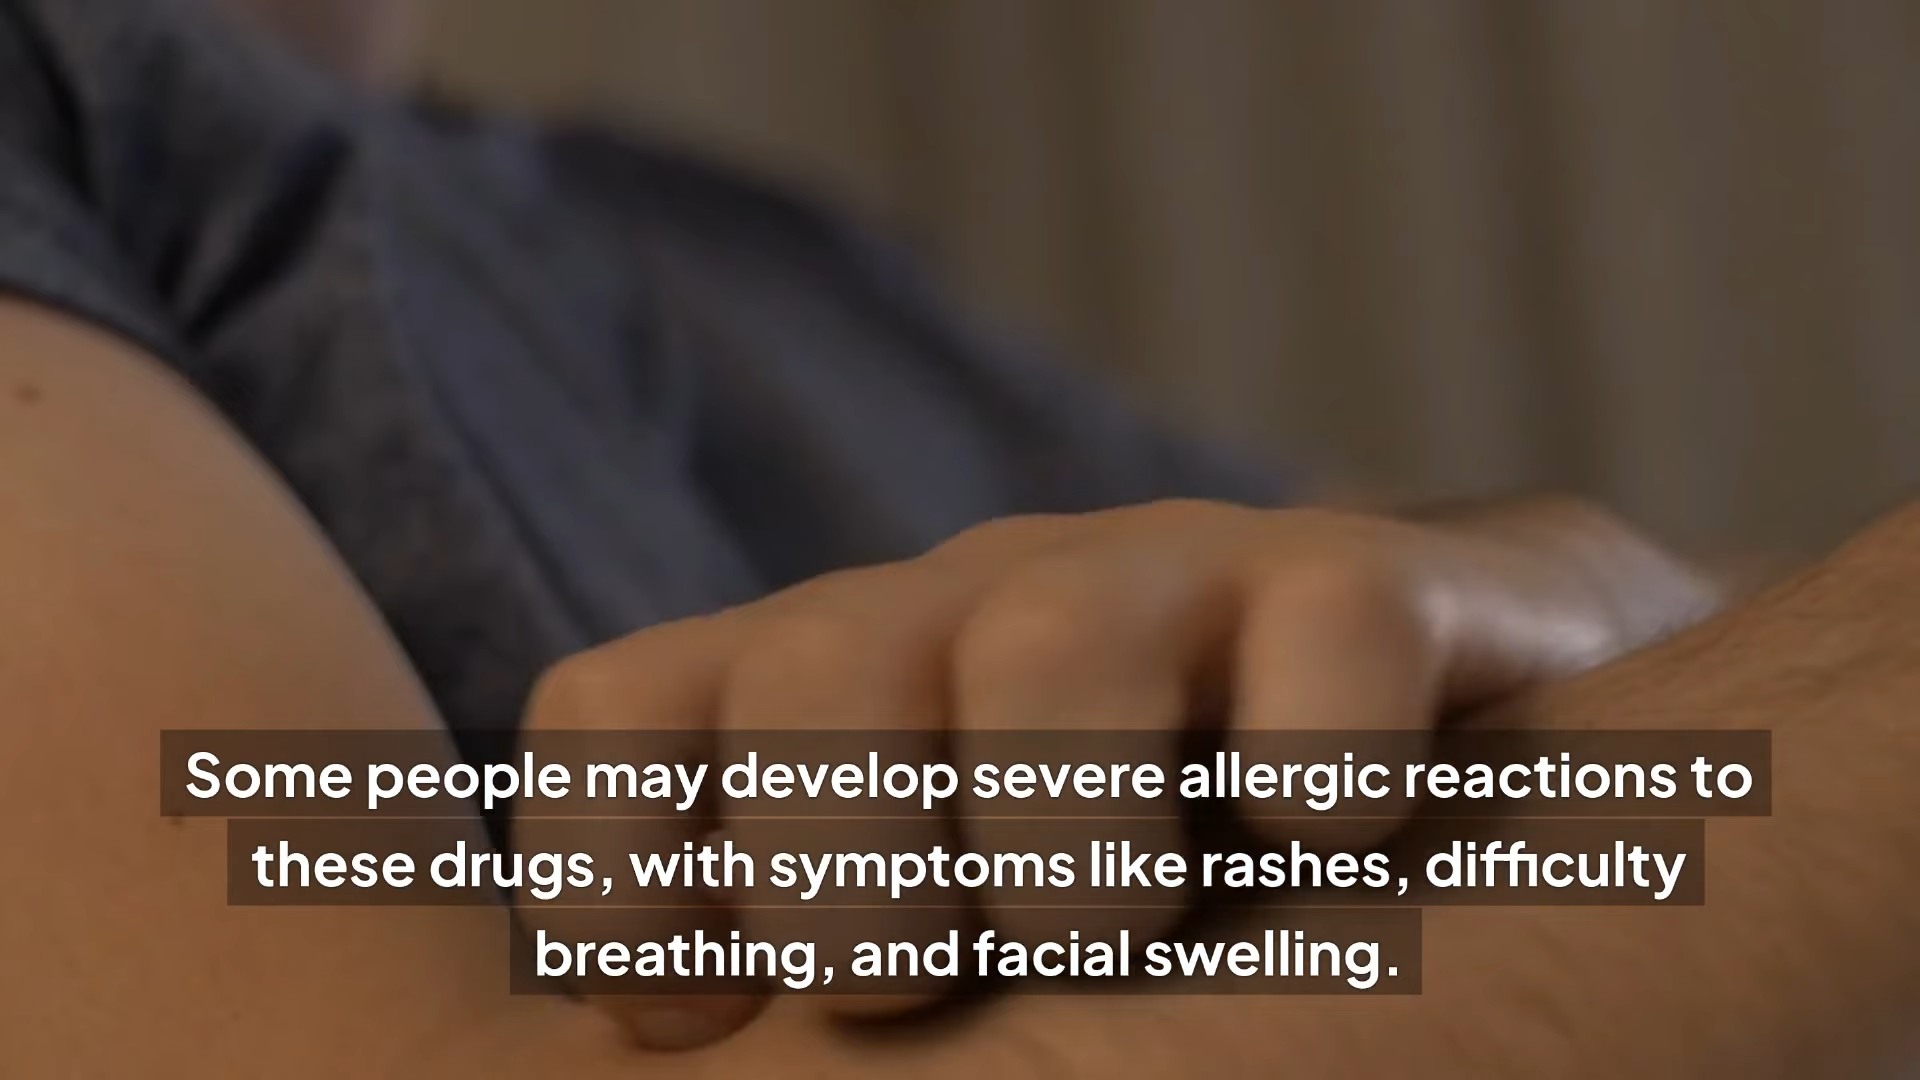 Some people may develop severe allergic reactions to
these drugs, with symptoms like rashes, difficulty
breathing, and facial swelling.